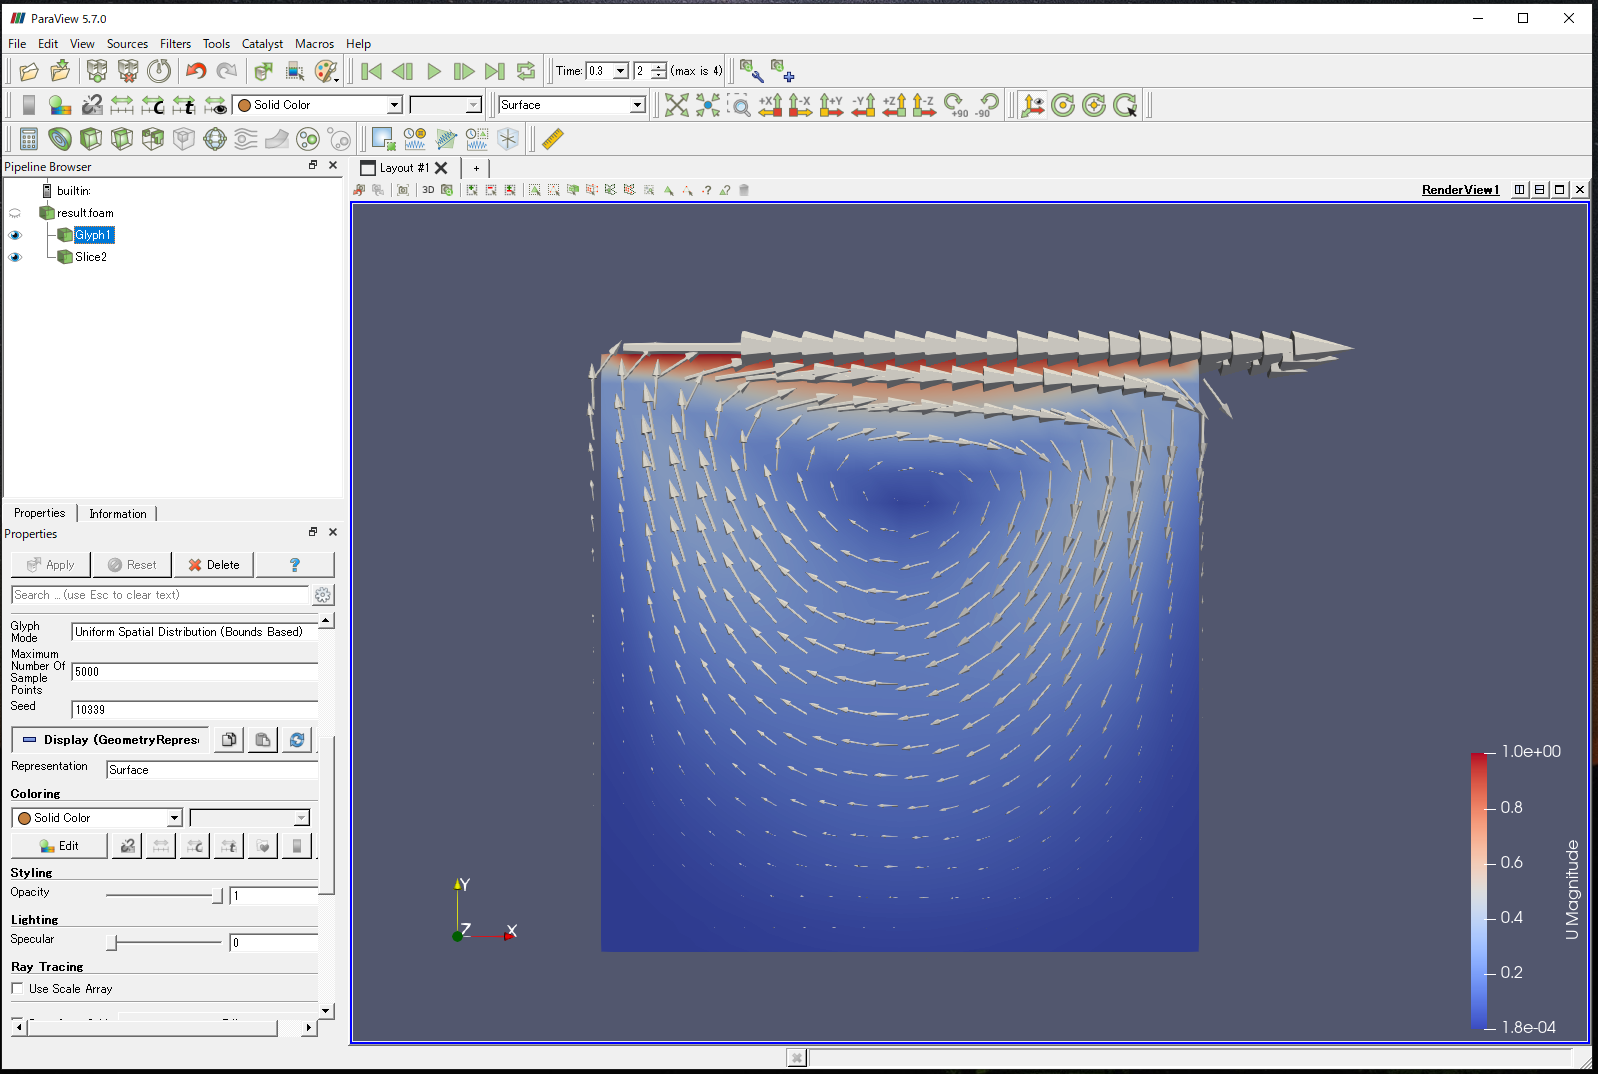 ParaView 5.7.0
File Edit View Sources Filters Tools Catalyst Macros Help
Time: 0.3 2 (max is 4)
Solid Color Surface +X -X +Y -Y +Z -Z +90 -90
Pipeline Browser
Layout #1 +
builtin:
3D
RenderView1
result.foam
Glyph1
Slice2
Properties Information
Properties
Apply Reset Delete ?
Search ... (use Esc to clear text)
Glyph
Mode
Uniform Spatial Distribution (Bounds Based)
Maximum
Number Of
Sample
Points
5000
Seed
10339
Display (GeometryRepres
Representation
Surface
Coloring
Solid Color
Edit
Styling
Opacity
1
Lighting
Specular
0
Ray Tracing
Use Scale Array
Y
Z
X
1.0e+00
0.8
0.6
0.4
0.2
1.8e-04
U Magnitude